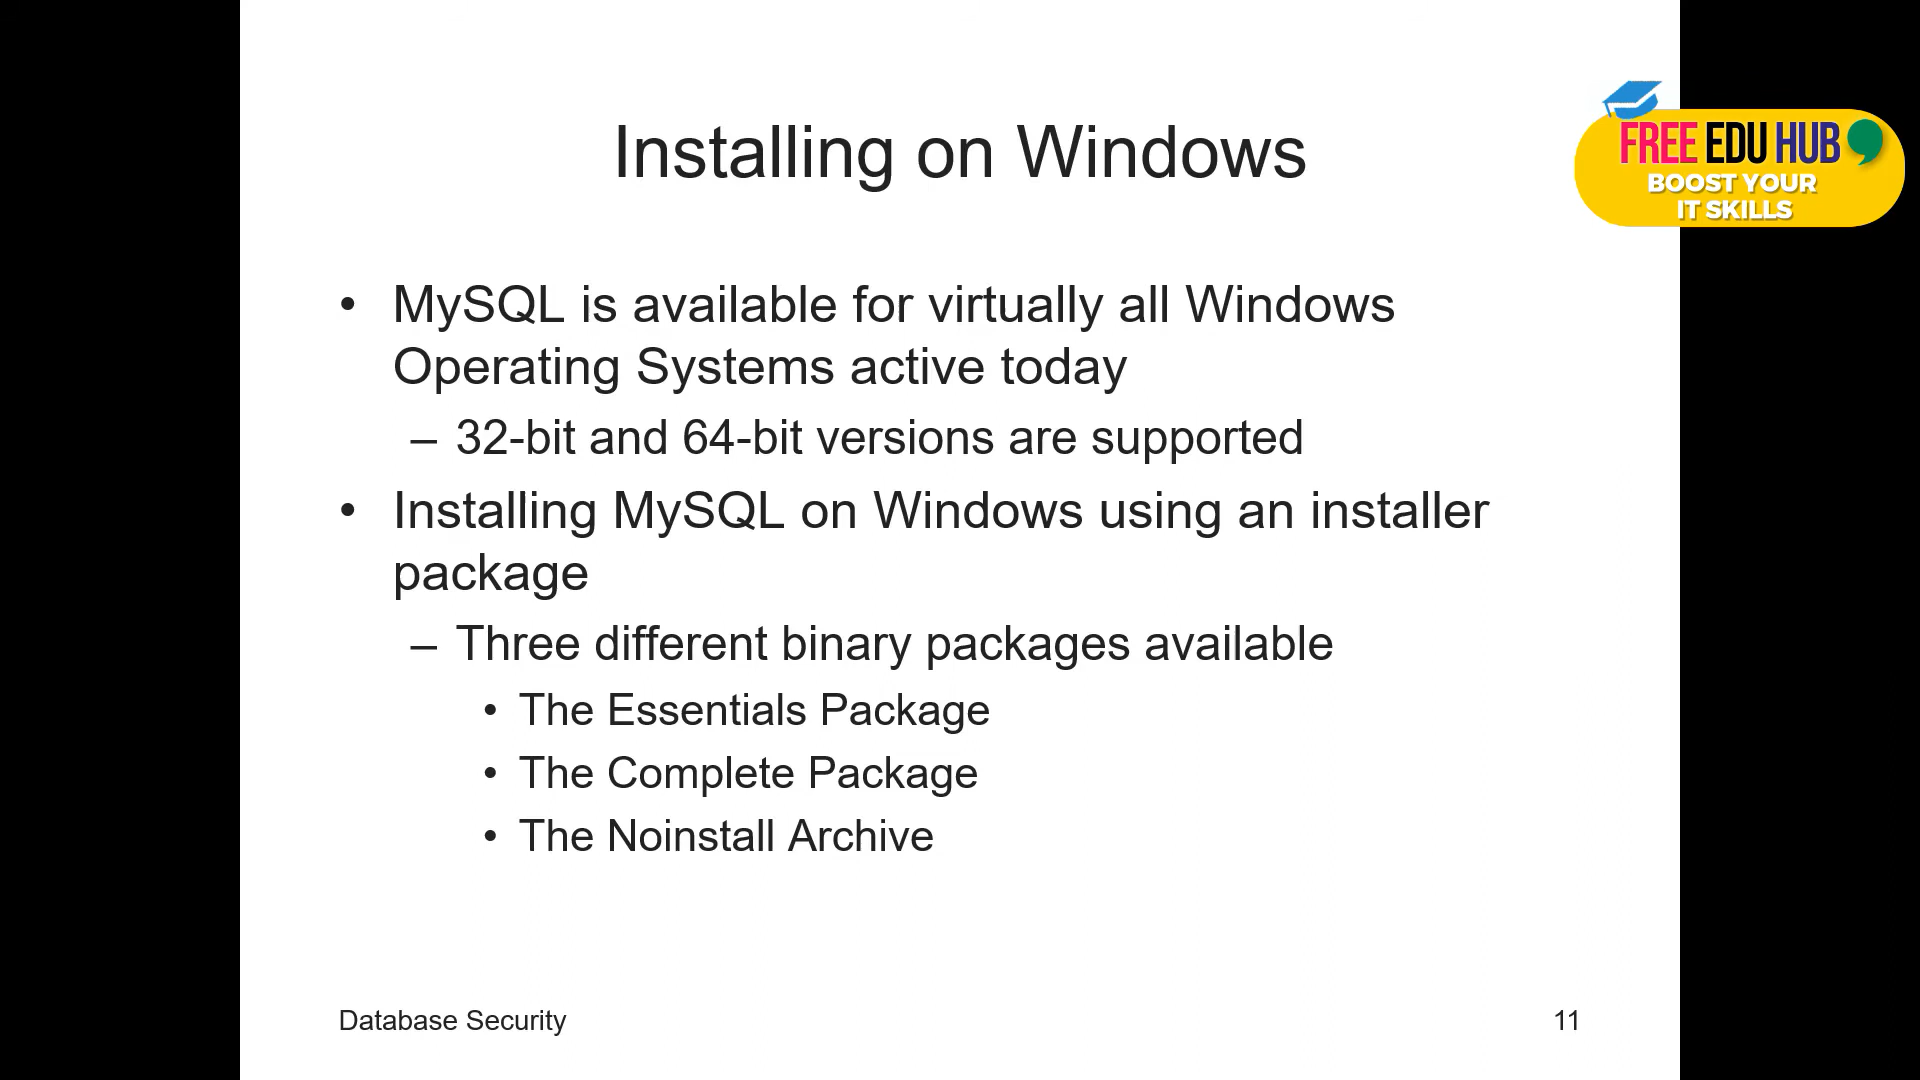 Installing on Windows
FREE EDU HUB
BOOST YOUR
IT SKILLS
• MySQL is available for virtually all Windows
Operating Systems active today
– 32-bit and 64-bit versions are supported
• Installing MySQL on Windows using an installer
package
– Three different binary packages available
• The Essentials Package
• The Complete Package
• The Noinstall Archive
Database Security
11